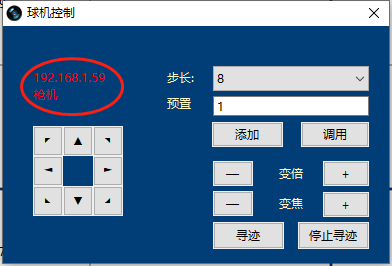 球机控制
192.168.1.59
枪机
步长: 8
预置 1
添加 调用
— 变倍 +
— 变焦 +
寻迹 停止寻迹